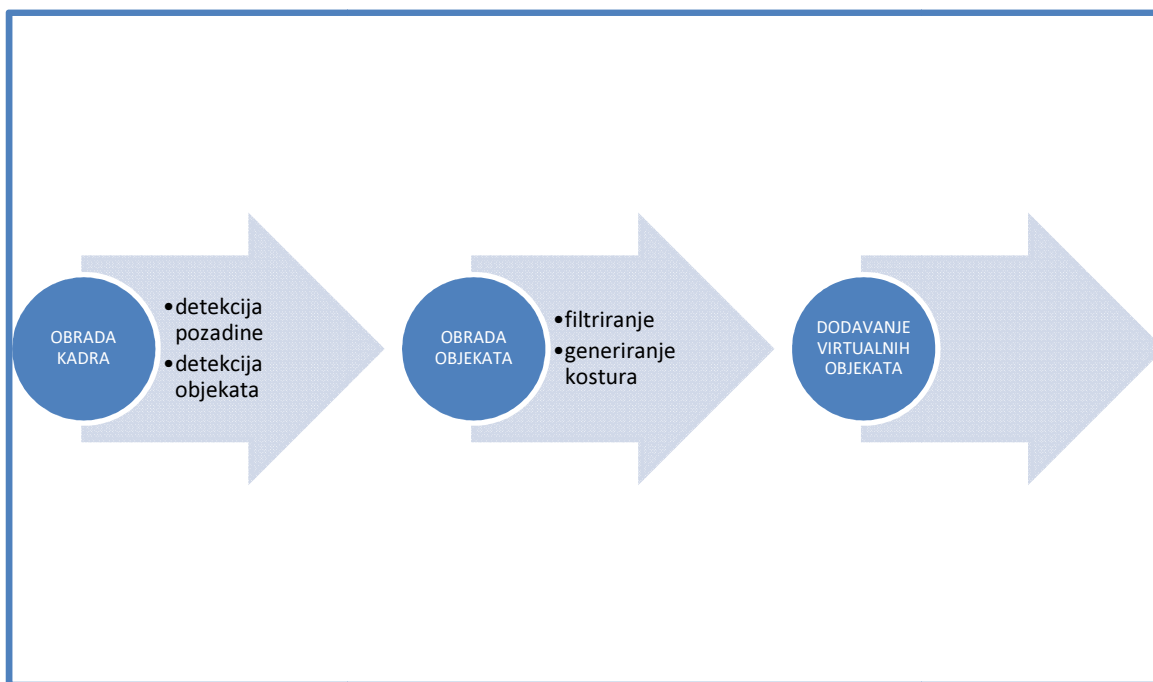 OBRADA
KADRA
•detekcija
pozadine
•detekcija
objekata
OBRADA
OBJEKATA
•filtriranje
•generiranje
kostura
DODAVANJE
VIRTUALNIH
OBJEKATA